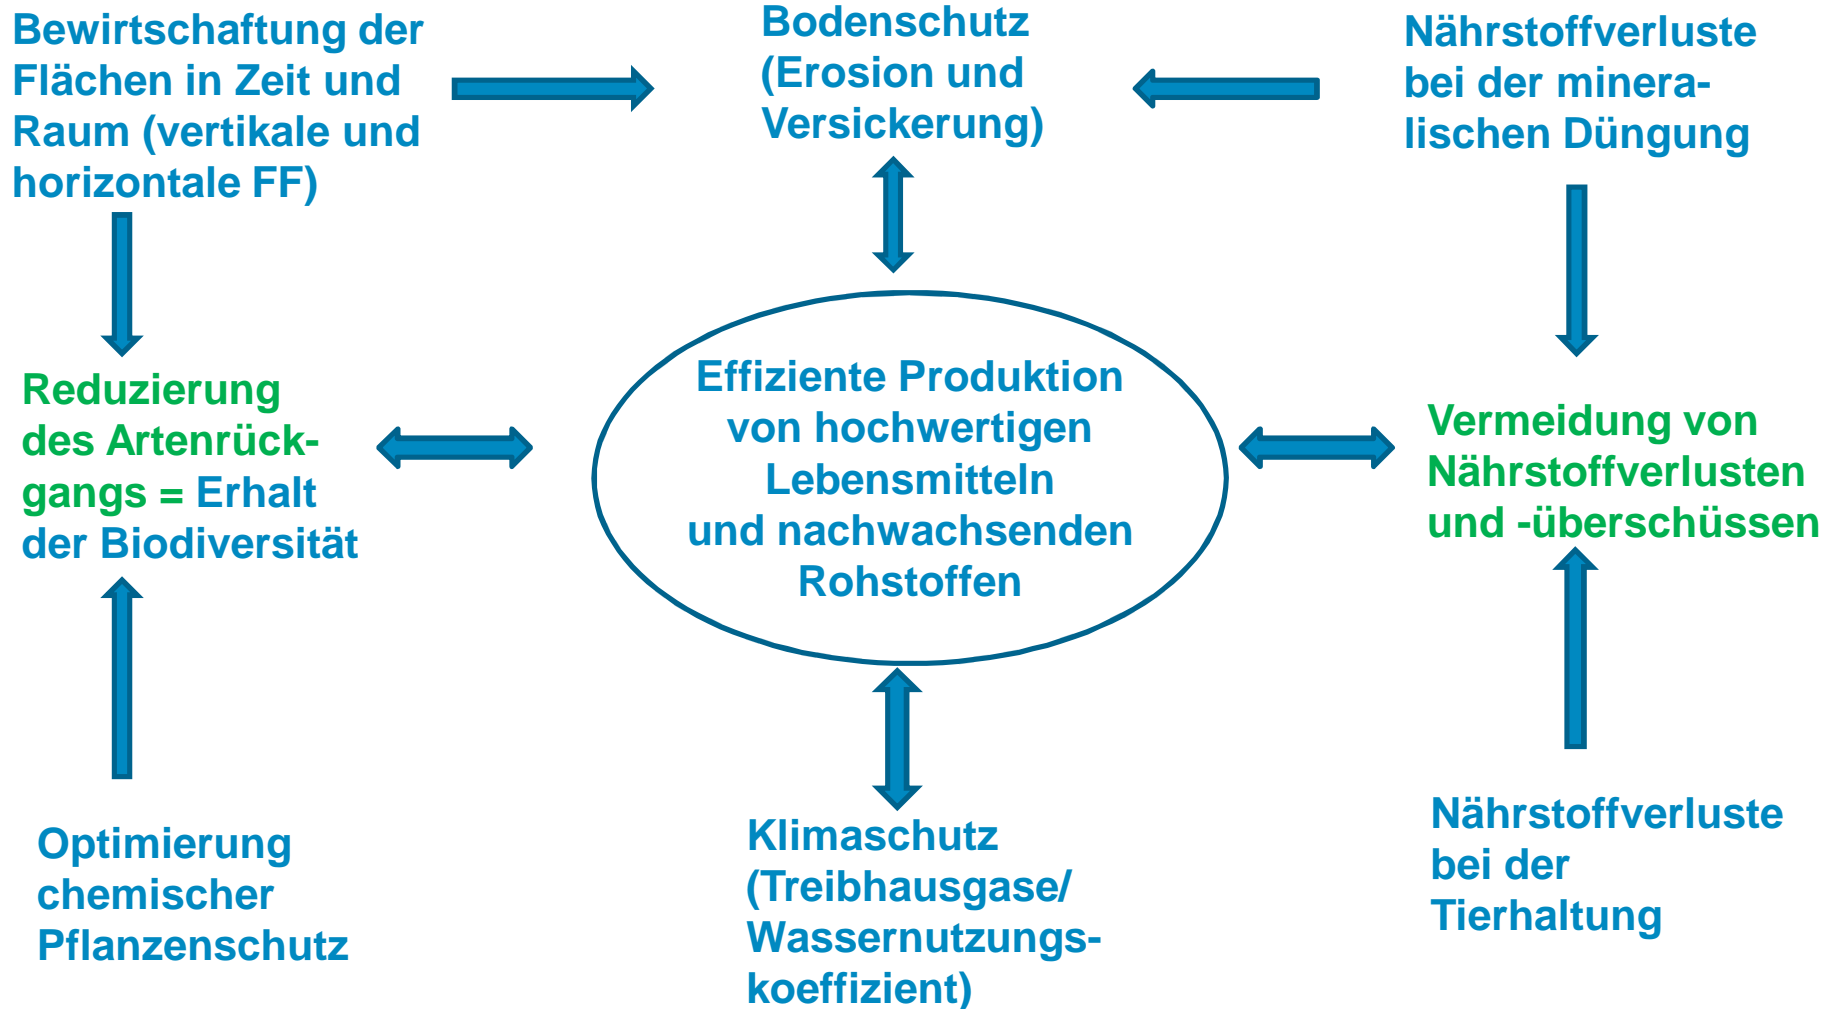 Bewirtschaftung der
Flächen in Zeit und
Raum (vertikale und
horizontale FF)
Bodenschutz
(Erosion und
Versickerung)
Nährstoffverluste
bei der minera-
lischen Düngung
Reduzierung
des Artenrück-
gangs = Erhalt
der Biodiversität
Effiziente Produktion
von hochwertigen
Lebensmitteln
und nachwachsenden
Rohstoffen
Vermeidung von
Nährstoffverlusten
und -überschüssen
Optimierung
chemischer
Pflanzenschutz
Klimaschutz
(Treibhausgase/
Wassernutzungs-
koeffizient)
Nährstoffverluste
bei der
Tierhaltung